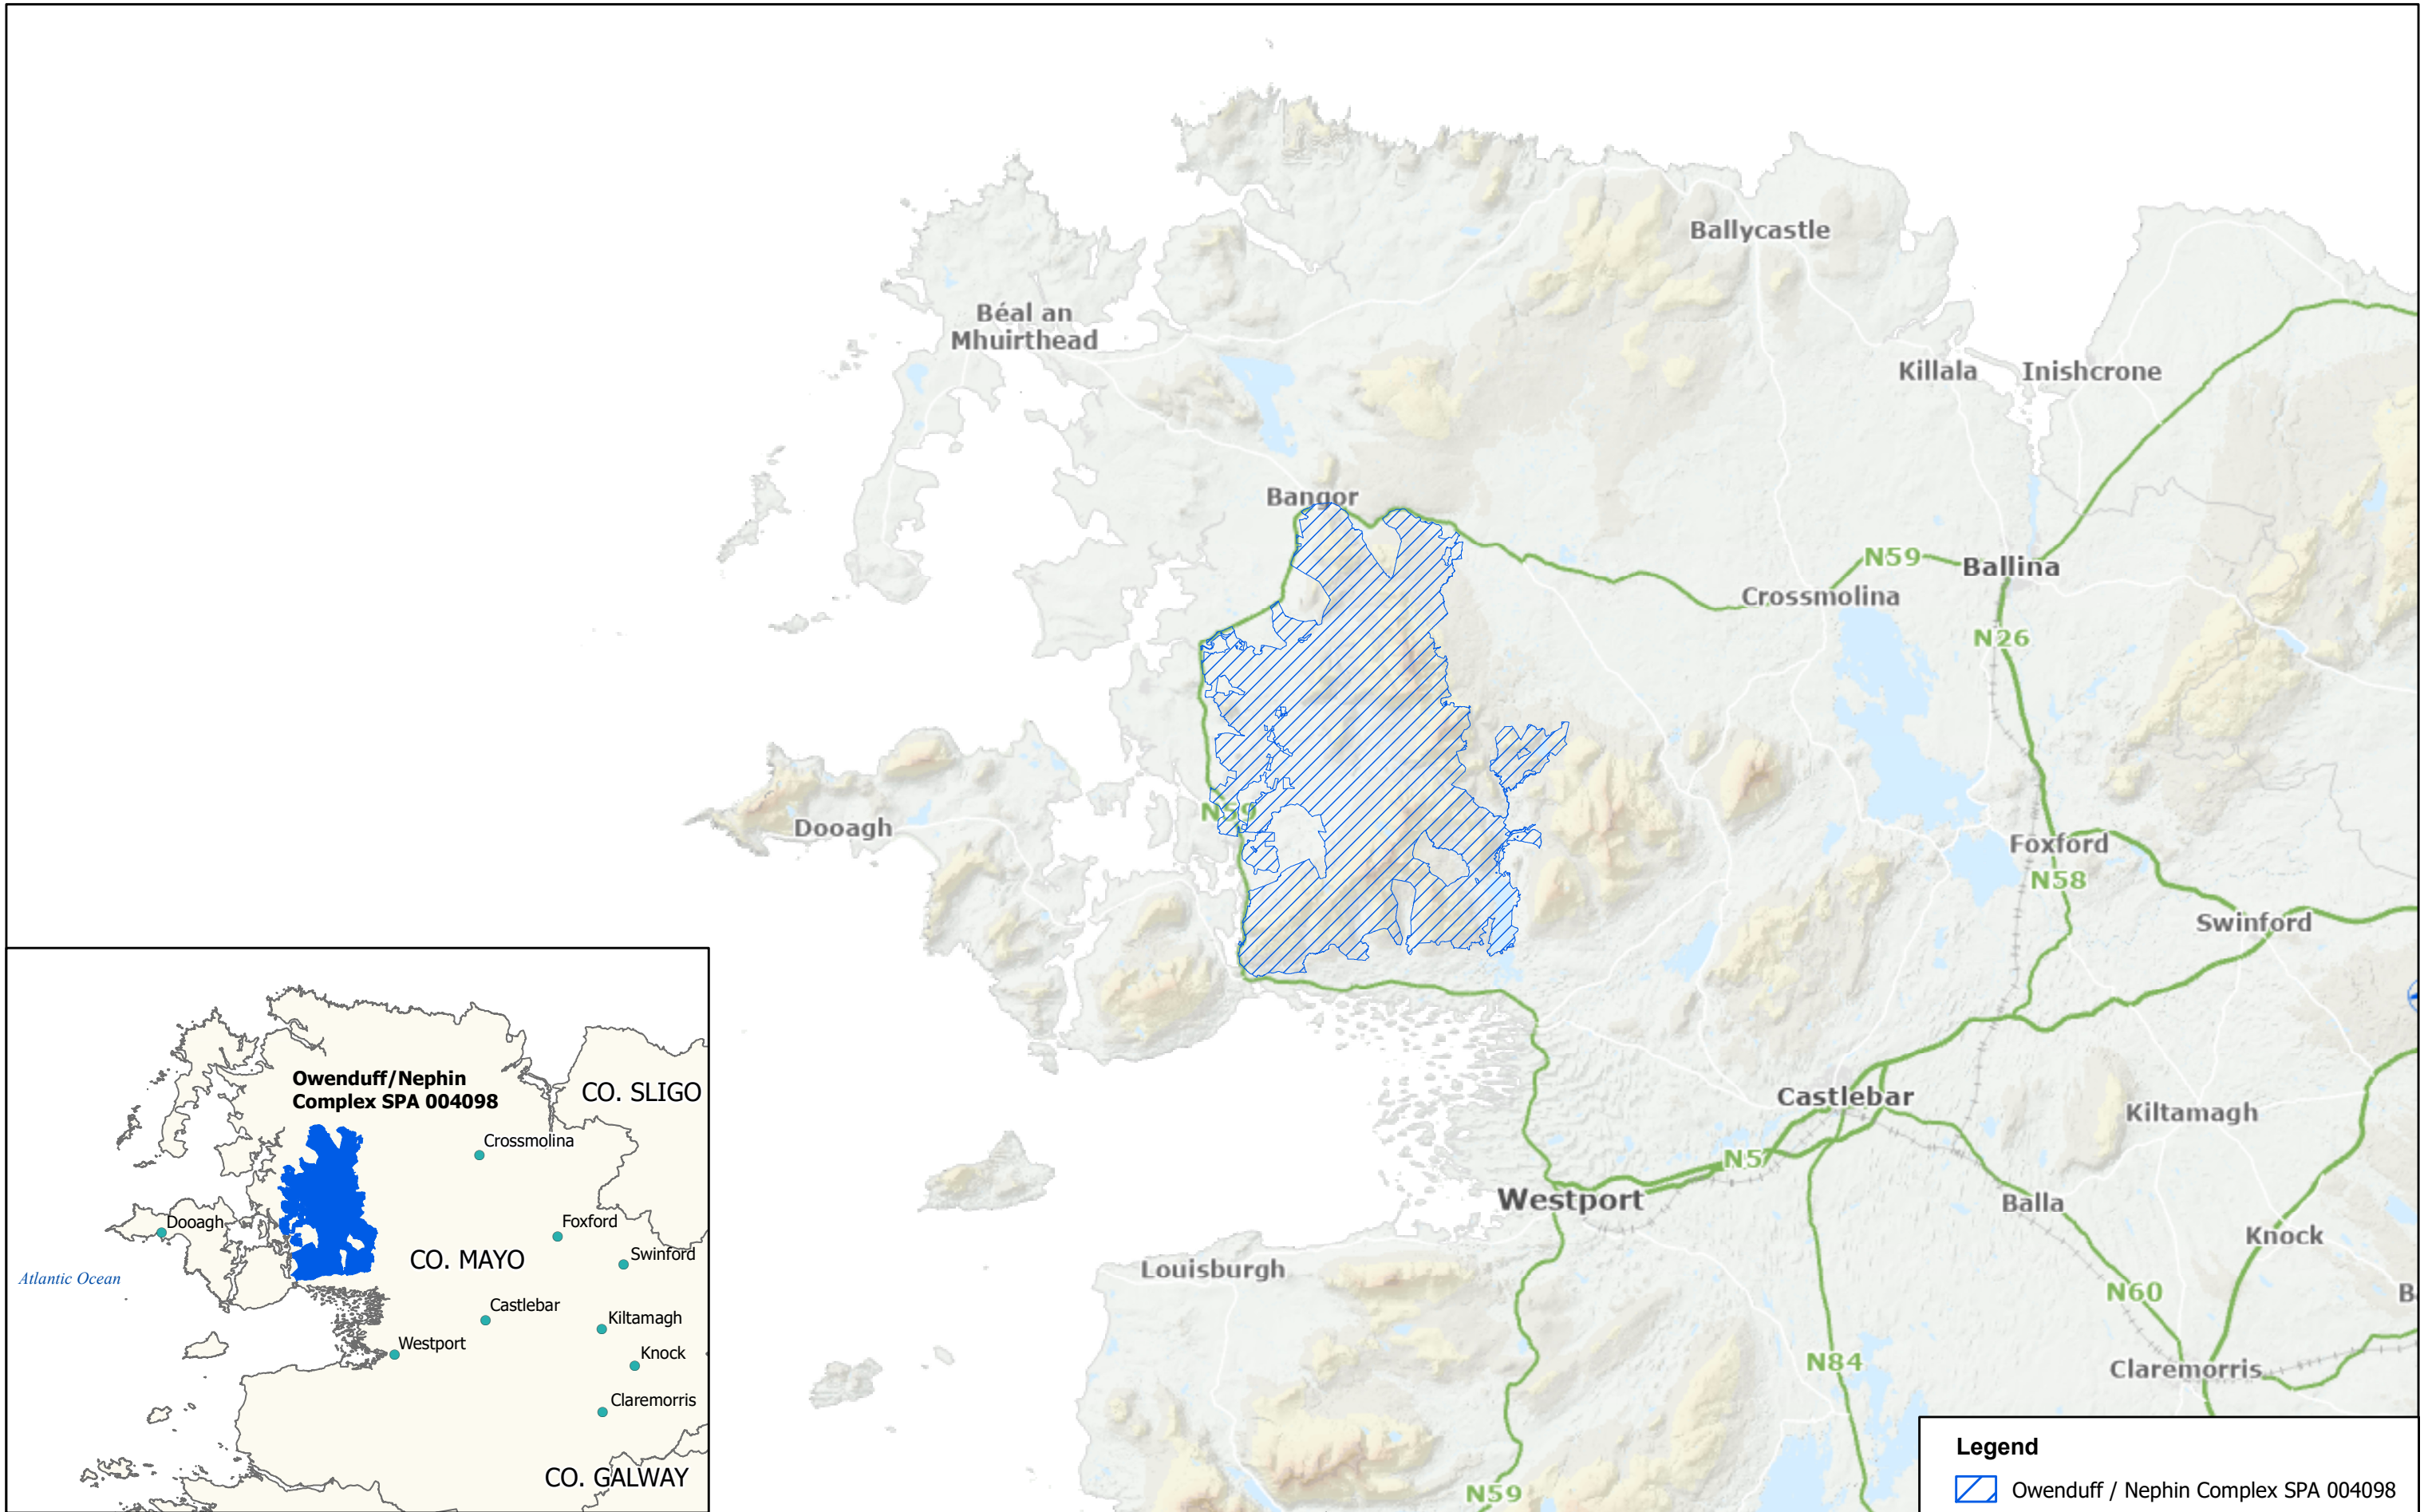 Ballycastle
Béal an
Mhuirthead
Killala
Inishcrone
Bangor
N59
Ballina
Crossmolina
N26
N59
Dooagh
Foxford
N58
Swinford
Castlebar
Kiltamagh
N5
Westport
Balla
Knock
Louisburgh
N60
N84
Claremorris
N59
Owenduff/Nephin
Complex SPA 004098
CO. SLIGO
Crossmolina
Dooagh
Foxford
CO. MAYO
Swinford
Atlantic Ocean
Castlebar
Kiltamagh
Westport
Knock
Claremorris
CO. GALWAY
Legend
Owenduff / Nephin Complex SPA 004098